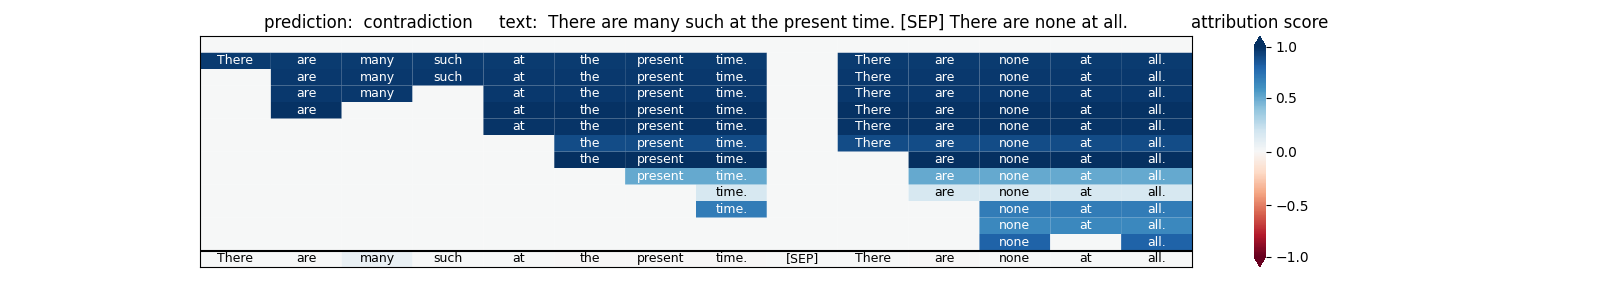 prediction:  contradiction     text:  There are many such at the present time. [SEP] There are none at all.
attribution score
There are many such at the present time. There are none at all.
are many such at the present time. There are none at all.
are many at the present time. There are none at all.
are at the present time. There are none at all.
at the present time. There are none at all.
the present time. There are none at all.
the present time. are none at all.
present time. are none at all.
time. are none at all.
time. none at all.
none at all.
none all.
There are many such at the present time. [SEP] There are none at all.
1.0
0.5
0.0
−0.5
−1.0